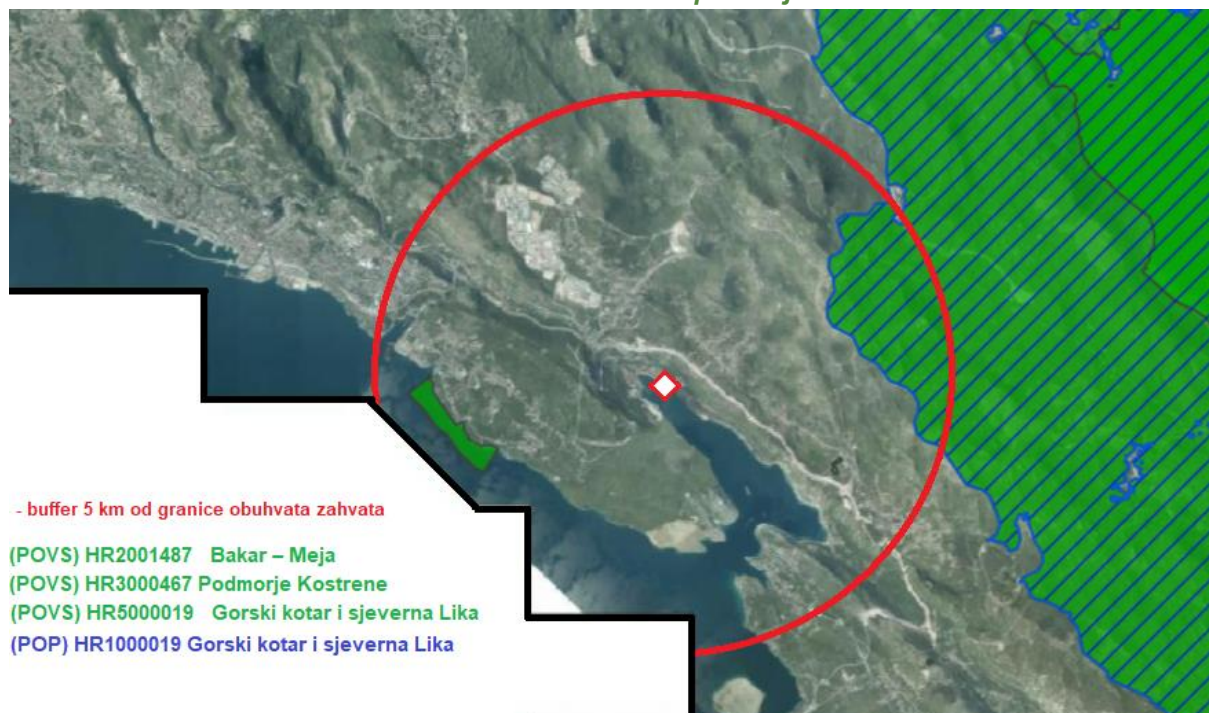 - buffer 5 km od granice obuhvata zahvata
(POVS) HR2001487 Bakar – Meja
(POVS) HR3000467 Podmorje Kostrene
(POVS) HR5000019 Gorski kotar i sjeverna Lika
(POP) HR1000019 Gorski kotar i sjeverna Lika